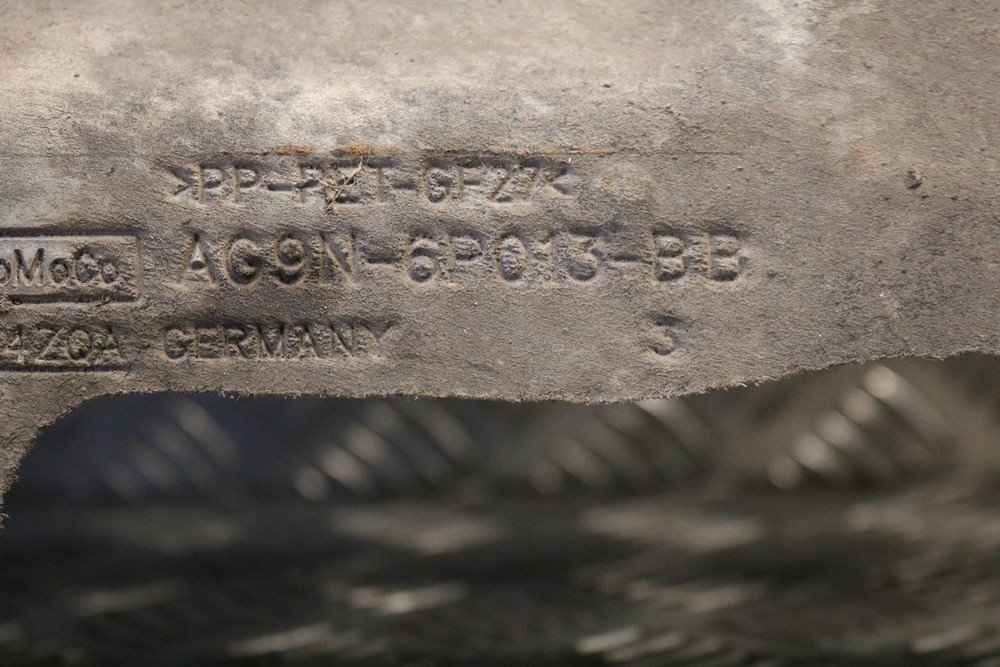 >PP-PET-GF27<
oMoCo AG9N-6P013-BB
4Z0A GERMANY 3